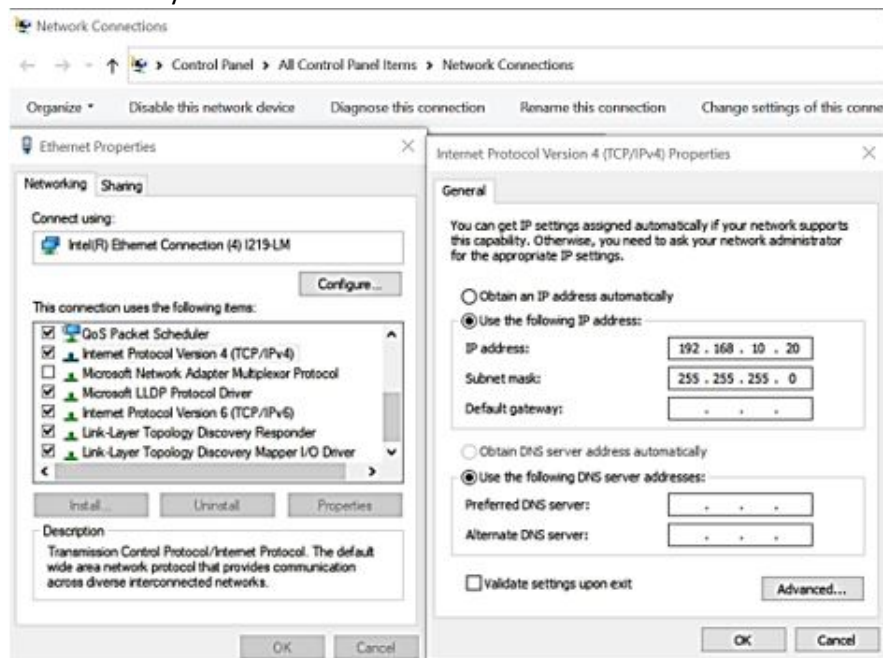 Network Connections
Control Panel > All Control Panel Items > Network Connections
Organize
Disable this network device
Diagnose this connection
Rename this connection
Change settings of this conne
Ethernet Properties
Networking
Sharing
Connect using:
Intel(R) Ethernet Connection (4) I219-LM
Configure...
This connection uses the following items:
QoS Packet Scheduler
Internet Protocol Version 4 (TCP/IPv4)
Microsoft Network Adapter Multiplexor Protocol
Microsoft LLDP Protocol Driver
Internet Protocol Version 6 (TCP/IPv6)
Link-Layer Topology Discovery Responder
Link-Layer Topology Discovery Mapper I/O Driver
Install...
Uninstall
Properties
Description
Transmission Control Protocol/Internet Protocol. The default
wide area network protocol that provides communication
across diverse interconnected networks.
OK
Cancel
Internet Protocol Version 4 (TCP/IPv4) Properties
General
You can get IP settings assigned automatically if your network supports
this capability. Otherwise, you need to ask your network administrator
for the appropriate IP settings.
Obtain an IP address automatically
Use the following IP address:
IP address:
192 . 168 . 10 . 20
Subnet mask:
255 . 255 . 255 . 0
Default gateway:
. . .
Obtain DNS server address automatically
Use the following DNS server addresses:
Preferred DNS server:
. . .
Alternate DNS server:
. . .
Validate settings upon exit
Advanced...
OK
Cancel